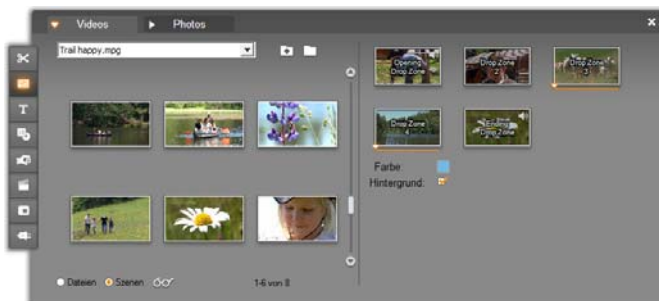 Videos
Photos
Trail happy.mpg
T
Dateien
Szenen
1-6 von 8
Opening Drop Zone
Drop Zone 2
Drop Zone 3
Drop Zone 4
Ending Drop Zone
Farbe:
Hintergrund: